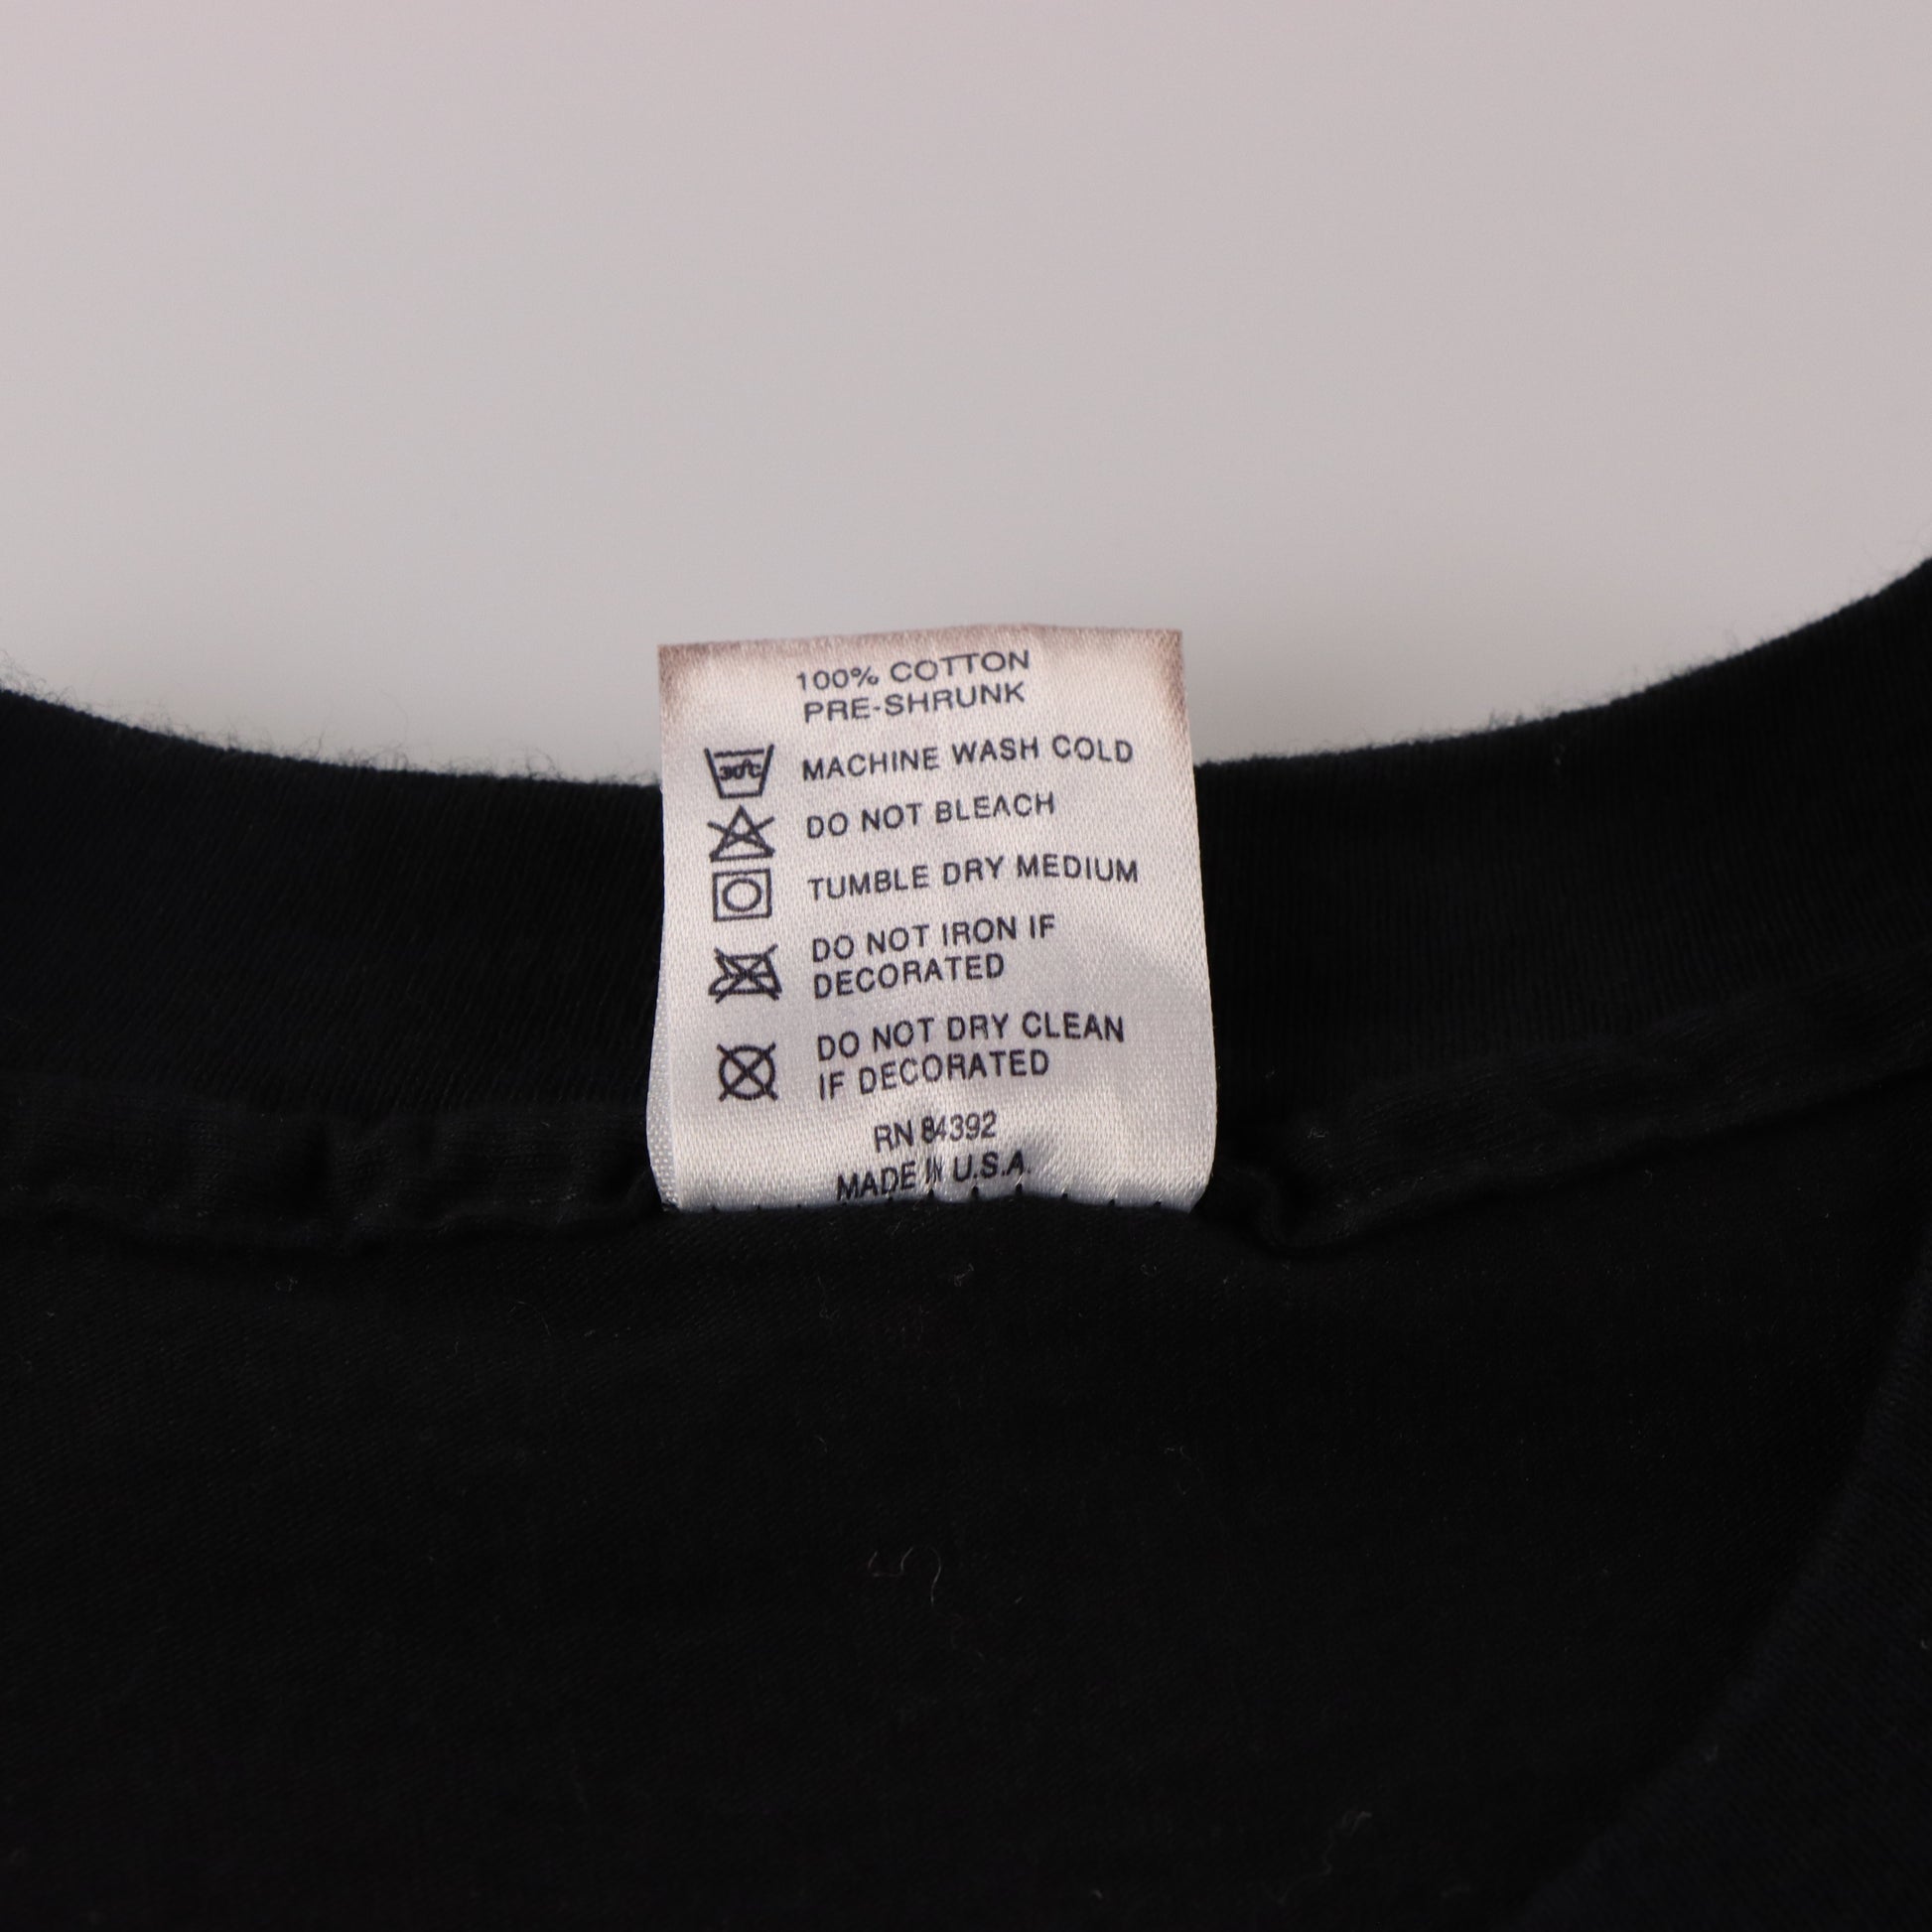 100% COTTON
PRE-SHRUNK
30°C MACHINE WASH COLD
DO NOT BLEACH
TUMBLE DRY MEDIUM
DO NOT IRON IF
DECORATED
DO NOT DRY CLEAN
IF DECORATED
RN 84392
MADE IN U.S.A.